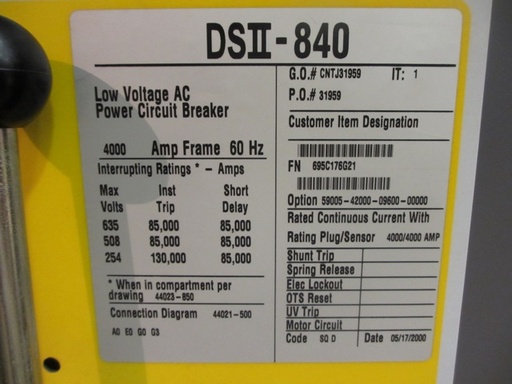 DSII-840
Low Voltage AC
Power Circuit Breaker
4000 Amp Frame 60 Hz
Interrupting Ratings * - Amps
Max Inst Short
Volts Trip Delay
635 85,000 85,000
508 85,000 85,000
254 130,000 85,000
* When in compartment per
drawing 44023-850
Connection Diagram 44021-500
A0 E0 G0 G3
G.O.# CNTJ31959 IT: 1
P.O.# 31959
Customer Item Designation
FN 695C176G21
Option 59005-42000-09600-00000
Rated Continuous Current With
Rating Plug/Sensor 4000/4000 AMP
Shunt Trip
Spring Release
Elec Lockout
OTS Reset
UV Trip
Motor Circuit
Code SQ D Date 05/17/2000